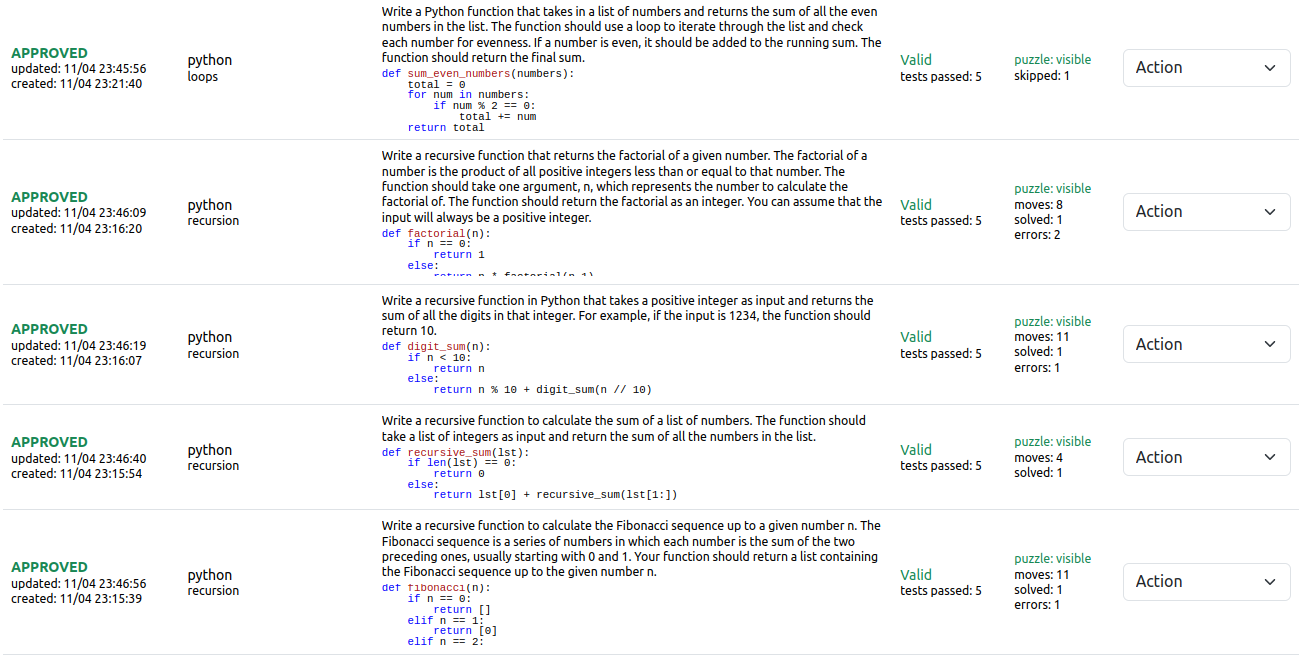 APPROVED
updated: 11/04 23:45:56
created: 11/04 23:21:40
python
loops
Write a Python function that takes in a list of numbers and returns the sum of all the even
numbers in the list. The function should use a loop to iterate through the list and check
each number for evenness. If a number is even, it should be added to the running sum. The
function should return the final sum.
def sum_even_numbers(numbers):
    total = 0
    for num in numbers:
        if num % 2 == 0:
            total += num
    return total
Valid
tests passed: 5
puzzle: visible
skipped: 1
Action
APPROVED
updated: 11/04 23:46:09
created: 11/04 23:16:20
python
recursion
Write a recursive function that returns the factorial of a given number. The factorial of a
number is the product of all positive integers less than or equal to that number. The
function should take one argument, n, which represents the number to calculate the
factorial of. The function should return the factorial as an integer. You can assume that the
input will always be a positive integer.
def factorial(n):
    if n == 0:
        return 1
    else:
        return n * factorial(n-1)
Valid
tests passed: 5
puzzle: visible
moves: 8
solved: 1
errors: 2
Action
APPROVED
updated: 11/04 23:46:19
created: 11/04 23:16:07
python
recursion
Write a recursive function in Python that takes a positive integer as input and returns the
sum of all the digits in that integer. For example, if the input is 1234, the function should
return 10.
def digit_sum(n):
    if n < 10:
        return n
    else:
        return n % 10 + digit_sum(n // 10)
Valid
tests passed: 5
puzzle: visible
moves: 11
solved: 1
errors: 1
Action
APPROVED
updated: 11/04 23:46:40
created: 11/04 23:15:54
python
recursion
Write a recursive function to calculate the sum of a list of numbers. The function should
take a list of integers as input and return the sum of all the numbers in the list.
def recursive_sum(lst):
    if len(lst) == 0:
        return 0
    else:
        return lst[0] + recursive_sum(lst[1:])
Valid
tests passed: 5
puzzle: visible
moves: 4
solved: 1
Action
APPROVED
updated: 11/04 23:46:56
created: 11/04 23:15:39
python
recursion
Write a recursive function to calculate the Fibonacci sequence up to a given number n. The
Fibonacci sequence is a series of numbers in which each number is the sum of the two
preceding ones, usually starting with 0 and 1. Your function should return a list containing
the Fibonacci sequence up to the given number n.
def fibonacci(n):
    if n == 0:
        return []
    elif n == 1:
        return [0]
    elif n == 2:
Valid
tests passed: 5
puzzle: visible
moves: 11
solved: 1
errors: 1
Action